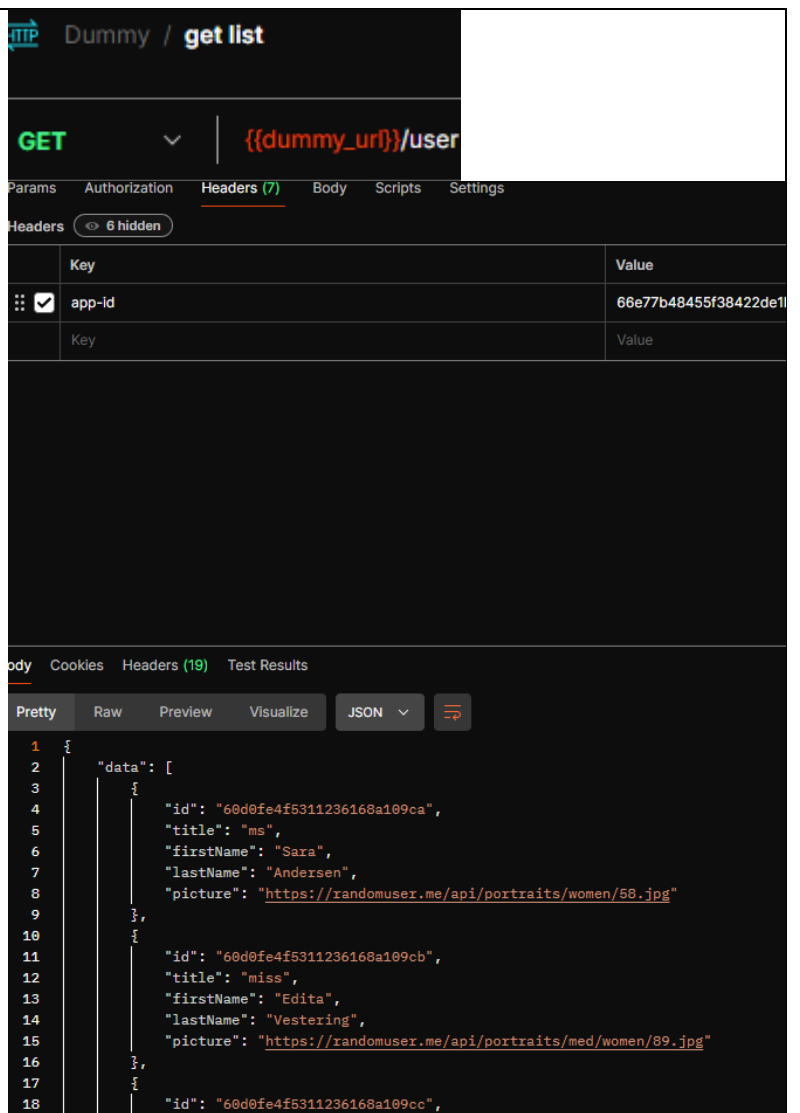 HTTP Dummy / get list
GET {{dummy_url}}/user
Params Authorization Headers (7) Body Scripts Settings
Headers 6 hidden
Key Value
app-id 66e77b48455f38422de1
Key Value
ody Cookies Headers (19) Test Results
Pretty Raw Preview Visualize JSON
1 {
2 "data": [
3 {
4 "id": "60d0fe4f5311236168a109ca",
5 "title": "ms",
6 "firstName": "Sara",
7 "lastName": "Andersen",
8 "picture": "https://randomuser.me/api/portraits/women/58.jpg"
9 },
10 {
11 "id": "60d0fe4f5311236168a109cb",
12 "title": "miss",
13 "firstName": "Edita",
14 "lastName": "Vestering",
15 "picture": "https://randomuser.me/api/portraits/med/women/89.jpg"
16 },
17 {
18 "id": "60d0fe4f5311236168a109cc",